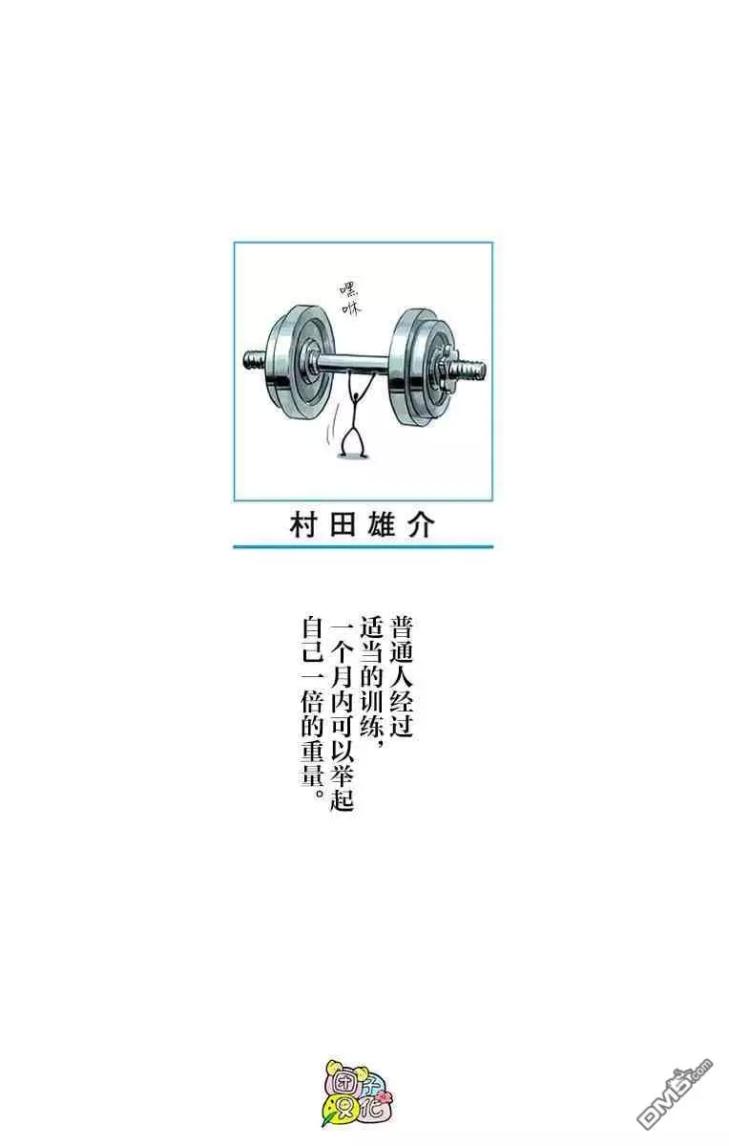 嘿
咻
村田雄介
普通人经过
适当的训练，
一个月内可以举起
自己一倍的重量。
团子
汉化
DMZJ.COM